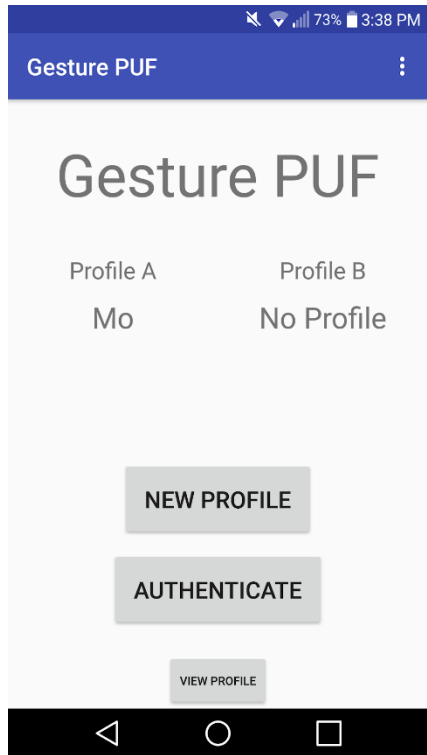 73% 3:38 PM
Gesture PUF
Gesture PUF
Profile A Profile B
Mo No Profile
NEW PROFILE
AUTHENTICATE
VIEW PROFILE